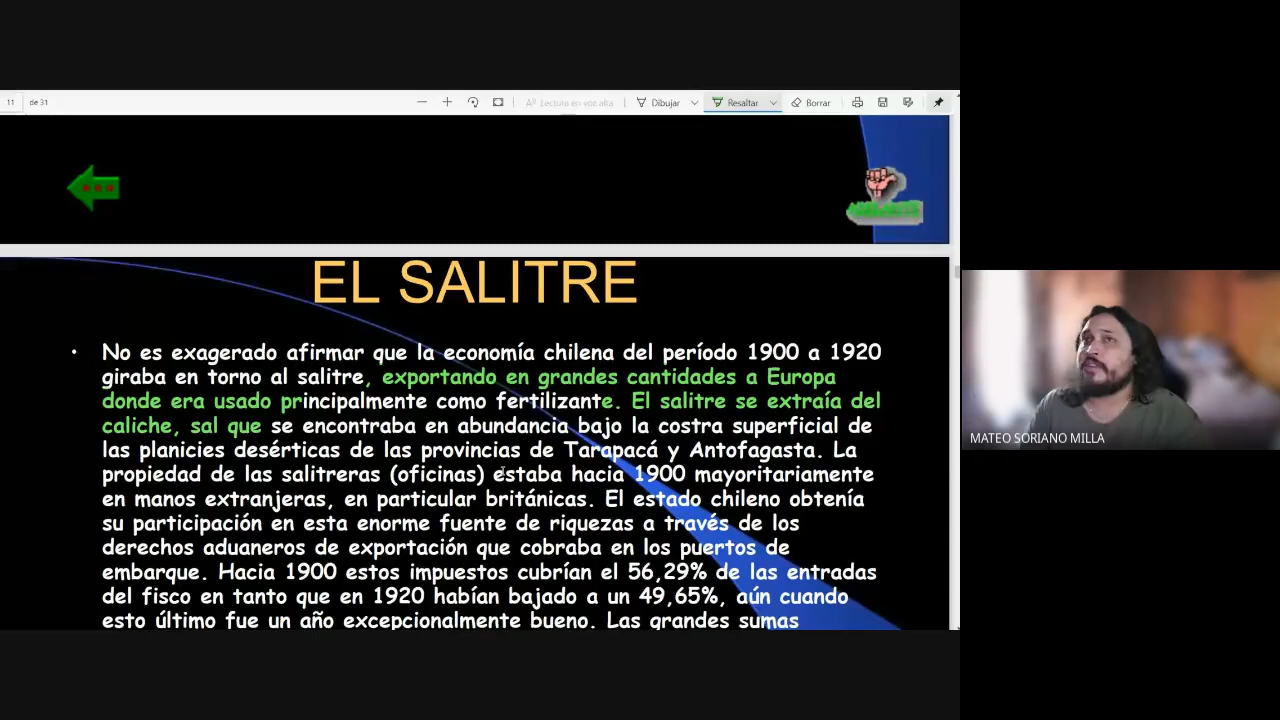 11 de 31 Lectura en voz alta Dibujar Resaltar Borrar
EL SALITRE
• No es exagerado afirmar que la economía chilena del período 1900 a 1920
giraba en torno al salitre, exportando en grandes cantidades a Europa
donde era usado principalmente como fertilizante. El salitre se extraía del
caliche, sal que se encontraba en abundancia bajo la costra superficial de
las planicies desérticas de las provincias de Tarapacá y Antofagasta. La
propiedad de las salitreras (oficinas) estaba hacia 1900 mayoritariamente
en manos extranjeras, en particular británicas. El estado chileno obtenía
su participación en esta enorme fuente de riquezas a través de los
derechos aduaneros de exportación que cobraba en los puertos de
embarque. Hacia 1900 estos impuestos cubrían el 56,29% de las entradas
del fisco en tanto que en 1920 habían bajado a un 49,65%, aún cuando
esto último fue un año excepcionalmente bueno. Las grandes sumas
MATEO SORIANO MILLA